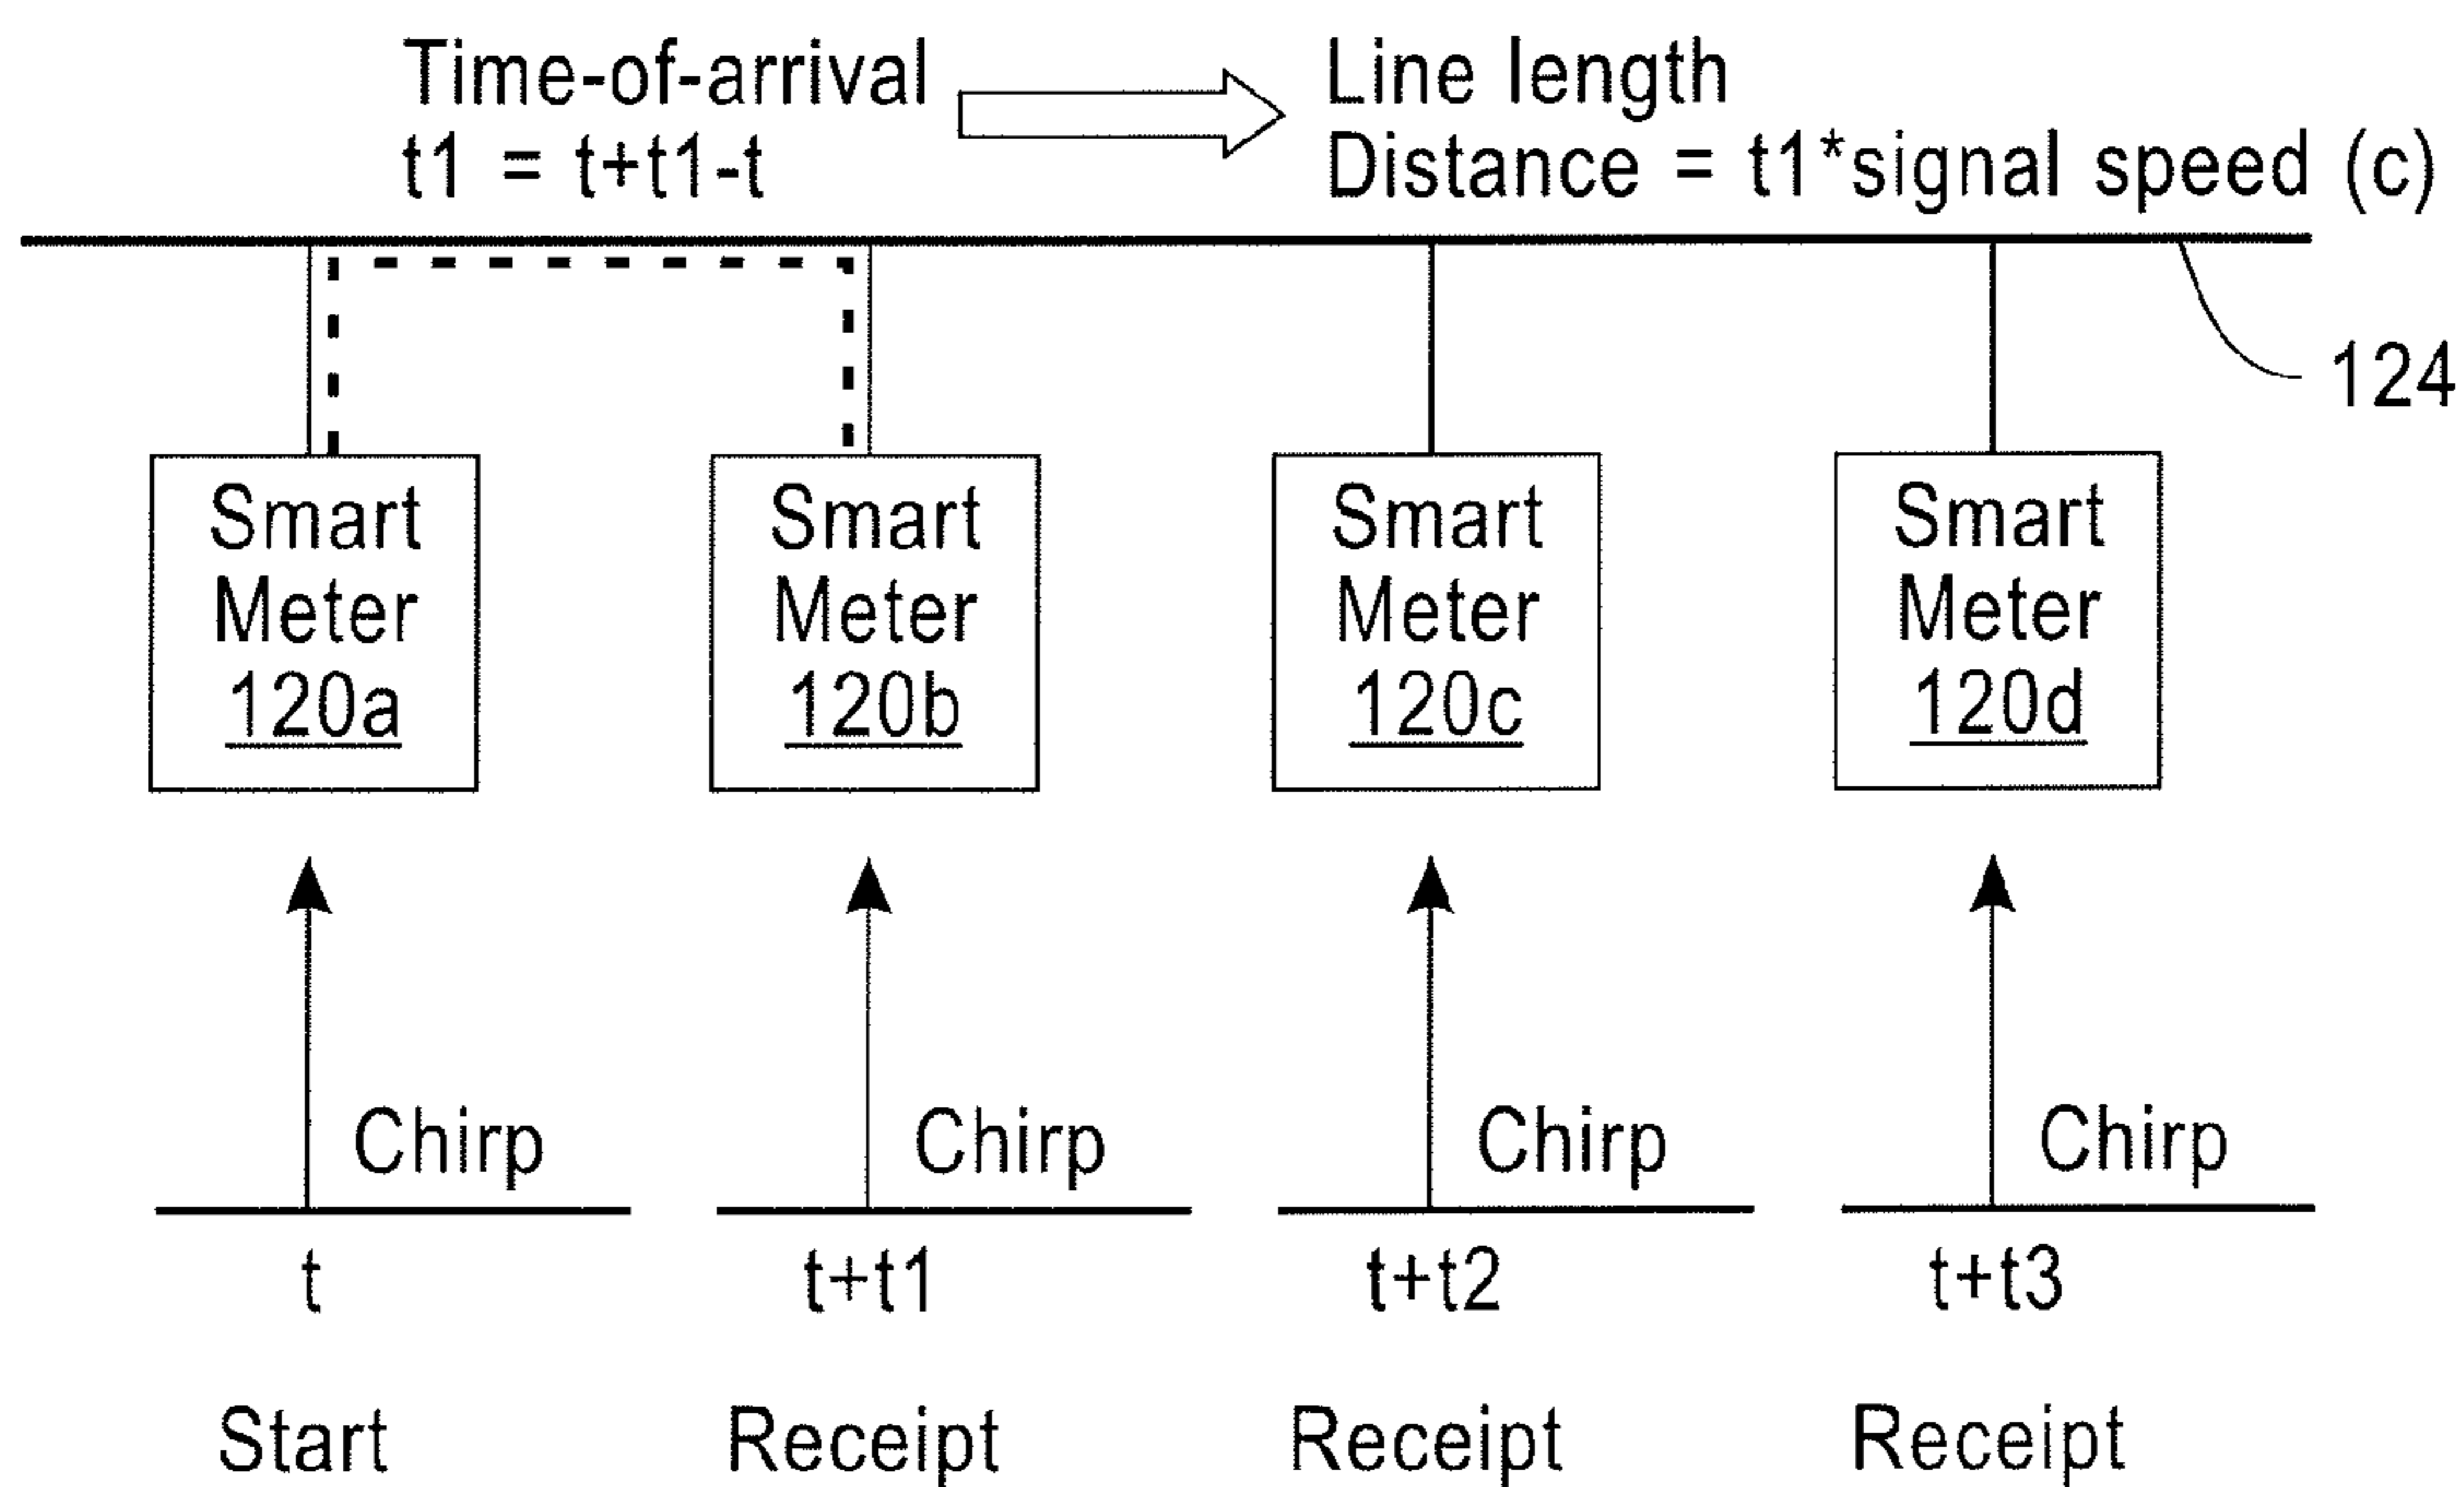 Time-of-arrival
t1 = t+t1-t
Line length
Distance = t1*signal speed (c)
124
Smart
Meter
120a
Smart
Meter
120b
Smart
Meter
120c
Smart
Meter
120d
Chirp
Chirp
Chirp
Chirp
t
t+t1
t+t2
t+t3
Start
Receipt
Receipt
Receipt